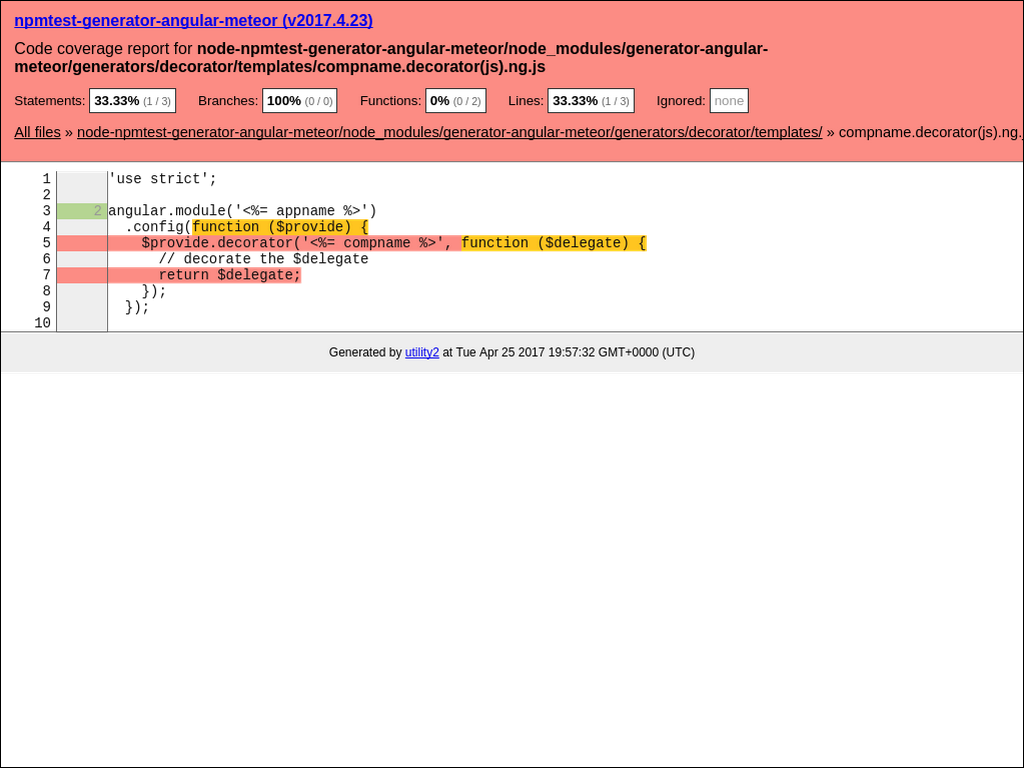 npmtest-generator-angular-meteor (v2017.4.23)
Code coverage report for node-npmtest-generator-angular-meteor/node_modules/generator-angular-
meteor/generators/decorator/templates/compname.decorator(js).ng.js
Statements: 33.33% (1 / 3) Branches: 100% (0 / 0) Functions: 0% (0 / 2) Lines: 33.33% (1 / 3) Ignored: none
All files » node-npmtest-generator-angular-meteor/node_modules/generator-angular-meteor/generators/decorator/templates/ » compname.decorator(js).ng.
1 'use strict';
2
3 2 angular.module('<%= appname %>')
4 .config(function ($provide) {
5 $provide.decorator('<%= compname %>', function ($delegate) {
6 // decorate the $delegate
7 return $delegate;
8 });
9 });
10
Generated by utility2 at Tue Apr 25 2017 19:57:32 GMT+0000 (UTC)